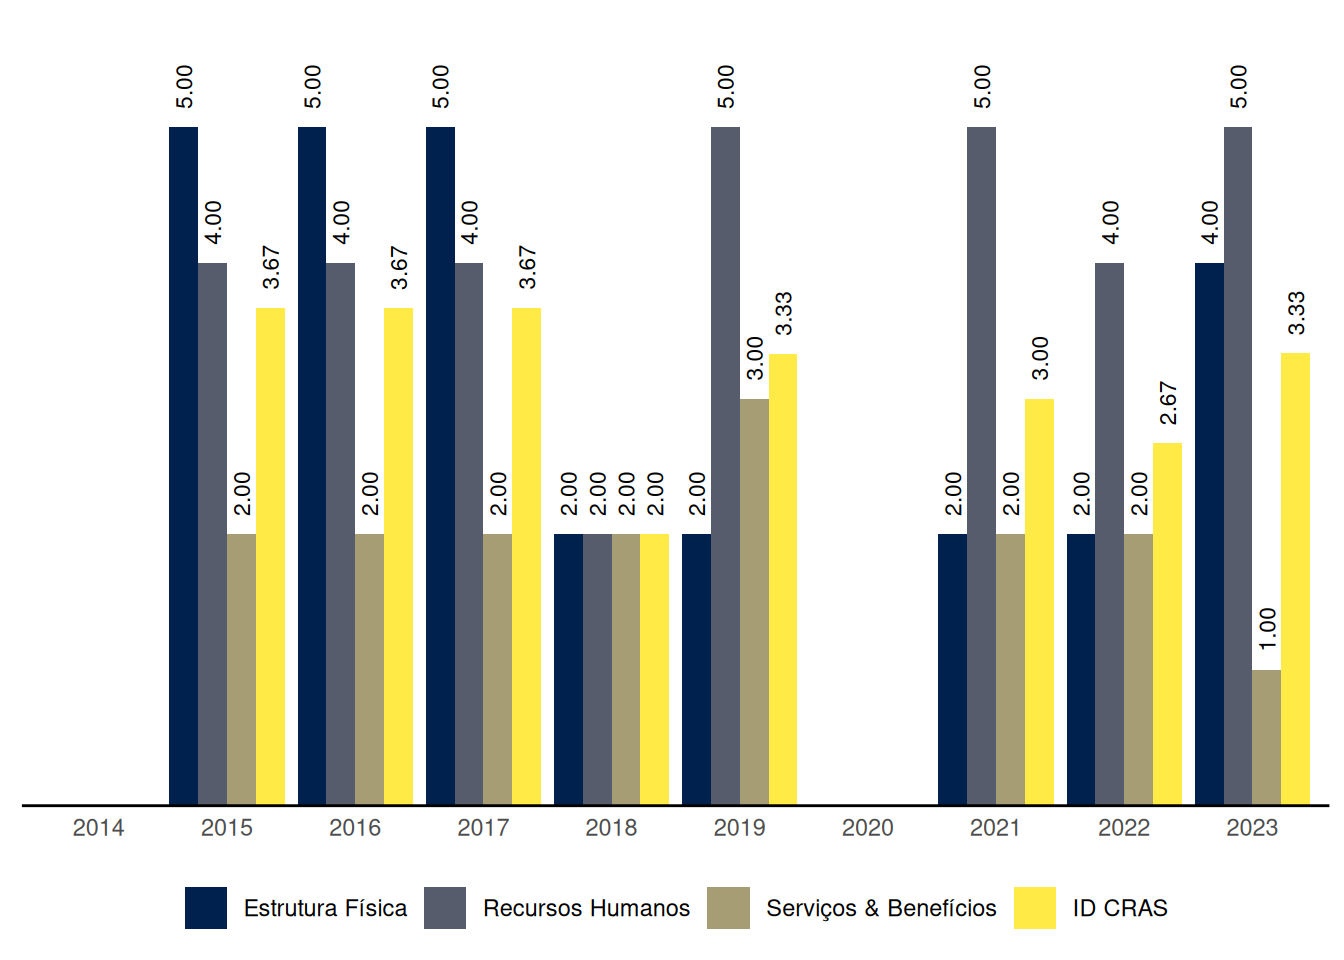 5.00 4.00 2.00 3.67 5.00 4.00 2.00 3.67 5.00 4.00 2.00 3.67 2.00 2.00 2.00 2.00 2.00 5.00 3.00 3.33 2.00 5.00 2.00 3.00 2.00 4.00 2.00 2.67 4.00 5.00 1.00 3.33
2014 2015 2016 2017 2018 2019 2020 2021 2022 2023
Estrutura Física Recursos Humanos Serviços & Benefícios ID CRAS